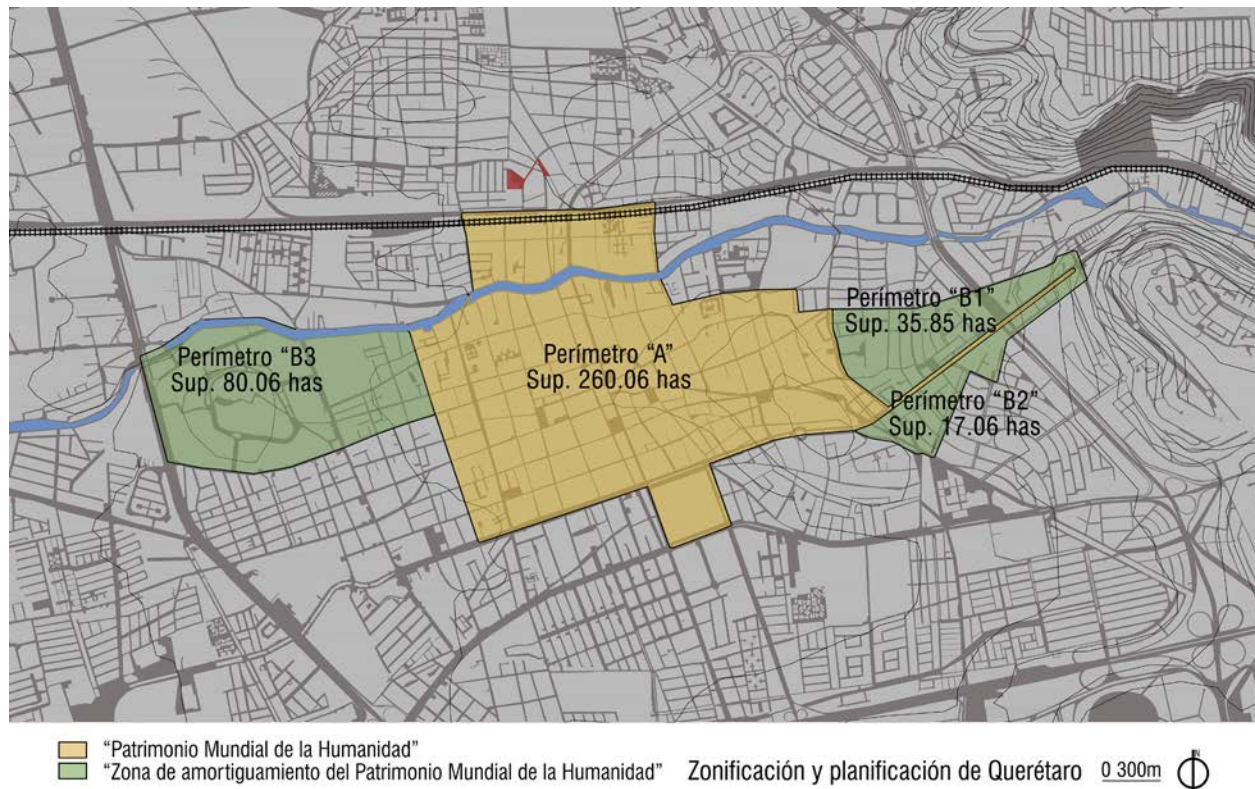 Perímetro “B1”
Sup. 35.85 has
Perímetro “B3
Sup. 80.06 has
Perímetro “A”
Sup. 260.06 has
Perímetro “B2”
Sup. 17.06 has
“Patrimonio Mundial de la Humanidad”
“Zona de amortiguamiento del Patrimonio Mundial de la Humanidad”
Zonificación y planificación de Querétaro
0 300m
N